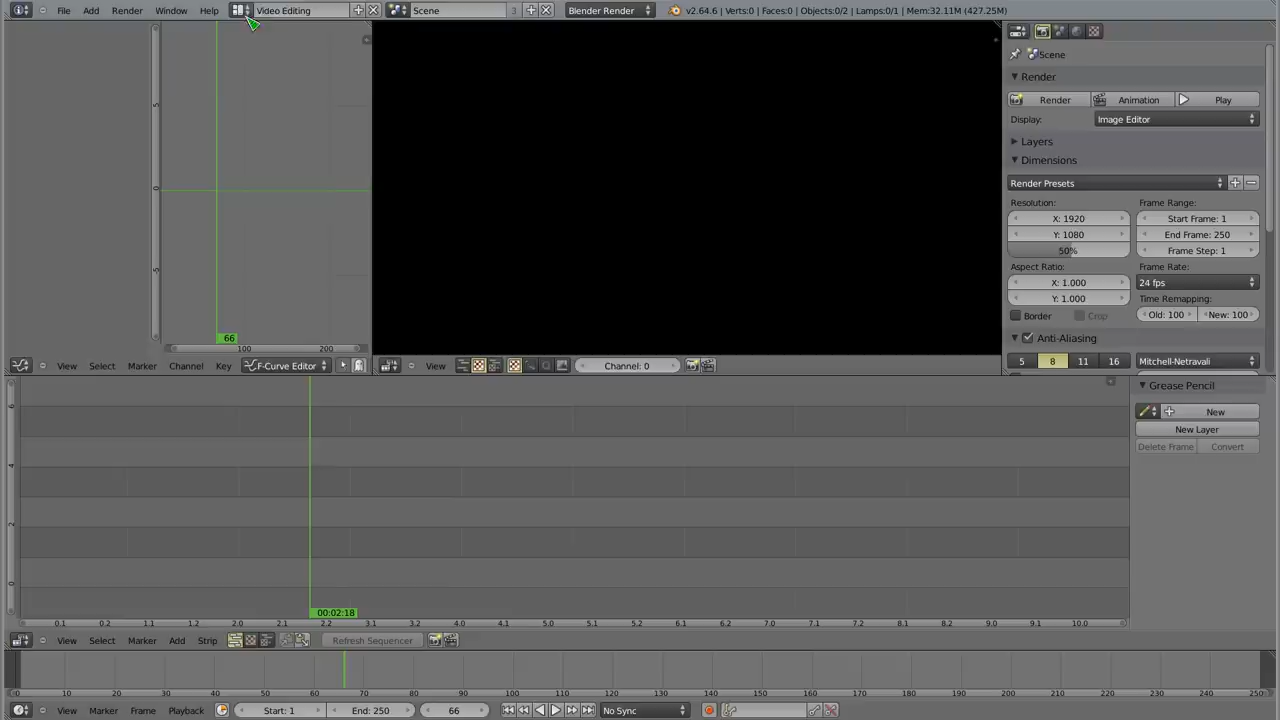 File Add Render Window Help Video Editing Scene 3 Blender Render v2.64.6 | Verts:0 | Faces:0 | Objects:0/2 | Lamps:0/1 | Mem:32.11M (427.25M)
Scene
Render
Render Animation Play
Display: Image Editor
Layers
Dimensions
Render Presets
Resolution: Frame Range:
X: 1920 Start Frame: 1
Y: 1080 End Frame: 250
50% Frame Step: 1
Aspect Ratio: Frame Rate:
X: 1.000 24 fps
Y: 1.000 Time Remapping:
Border Crop Old: 100 New: 100
Anti-Aliasing
5 8 11 16 Mitchell-Netravali
5
0
-5
66
100 200
View Select Marker Channel Key F-Curve Editor View Channel: 0
Grease Pencil
New
New Layer
Delete Frame Convert
6
4
2
0
00:02:18
0.1 0.2 1.0 1.1 2.0 2.1 2.2 3.1 3.2 4.0 4.1 5.0 5.1 5.2 6.1 6.2 7.0 7.1 8.0 8.1 8.2 9.0 9.1 10.0
View Select Marker Add Strip Refresh Sequencer
0 10 20 30 40 50 60 70 80 90 100 110 120 130 140 150 160 170 180 190 200 210 220 230 240 250
View Marker Frame Playback Start: 1 End: 250 66 No Sync